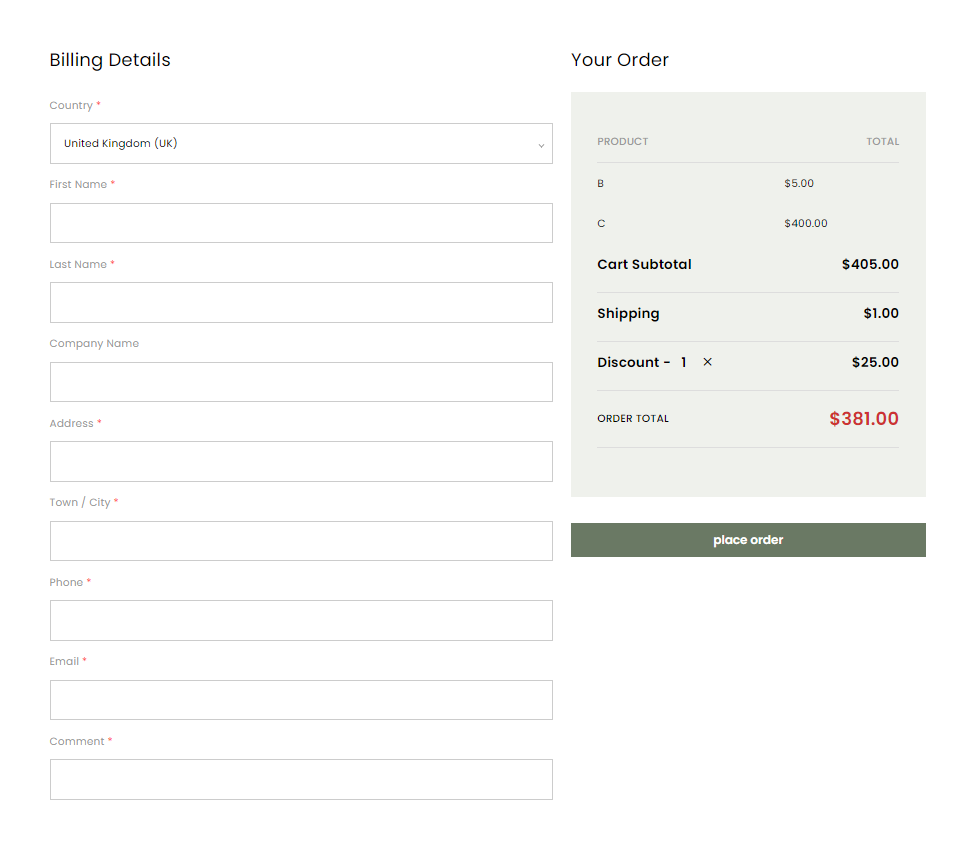 Billing Details
Country *
United Kingdom (UK)
First Name *
Last Name *
Company Name
Address *
Town / City *
Phone *
Email *
Comment *
Your Order
PRODUCT TOTAL
B $5.00
C $400.00
Cart Subtotal $405.00
Shipping $1.00
Discount - 1 × $25.00
ORDER TOTAL $381.00
place order